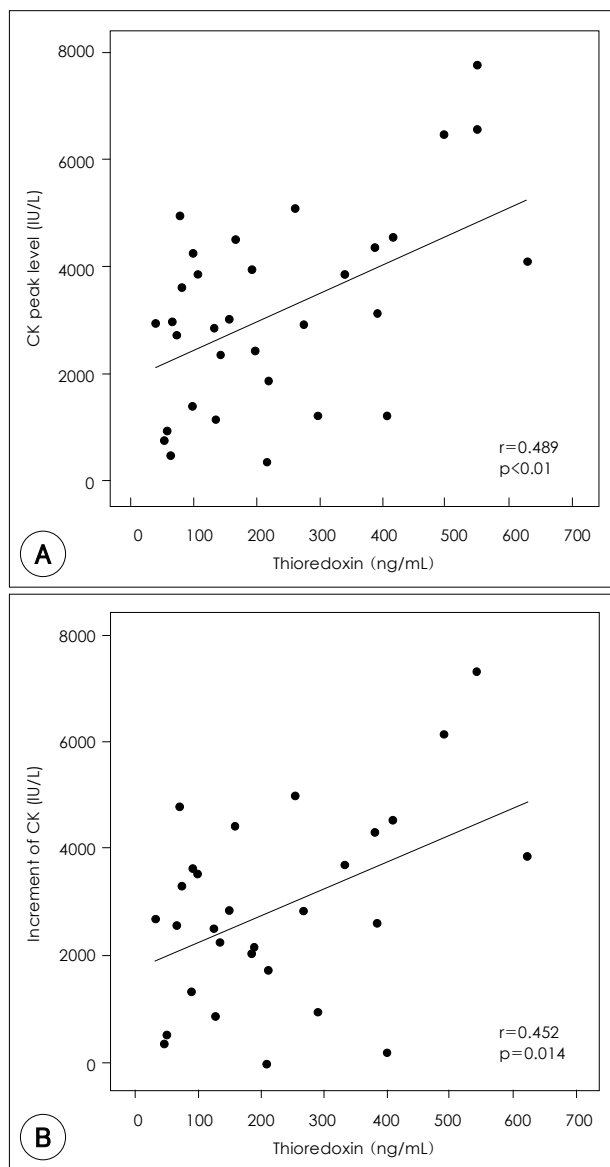 8000
6000
4000
2000
0
CK peak level (IU/L)
r=0.489
p<0.01
0 100 200 300 400 500 600 700
Thioredoxin (ng/mL)
A
8000
6000
4000
2000
0
Increment of CK (IU/L)
r=0.452
p=0.014
0 100 200 300 400 500 600 700
Thioredoxin (ng/mL)
B